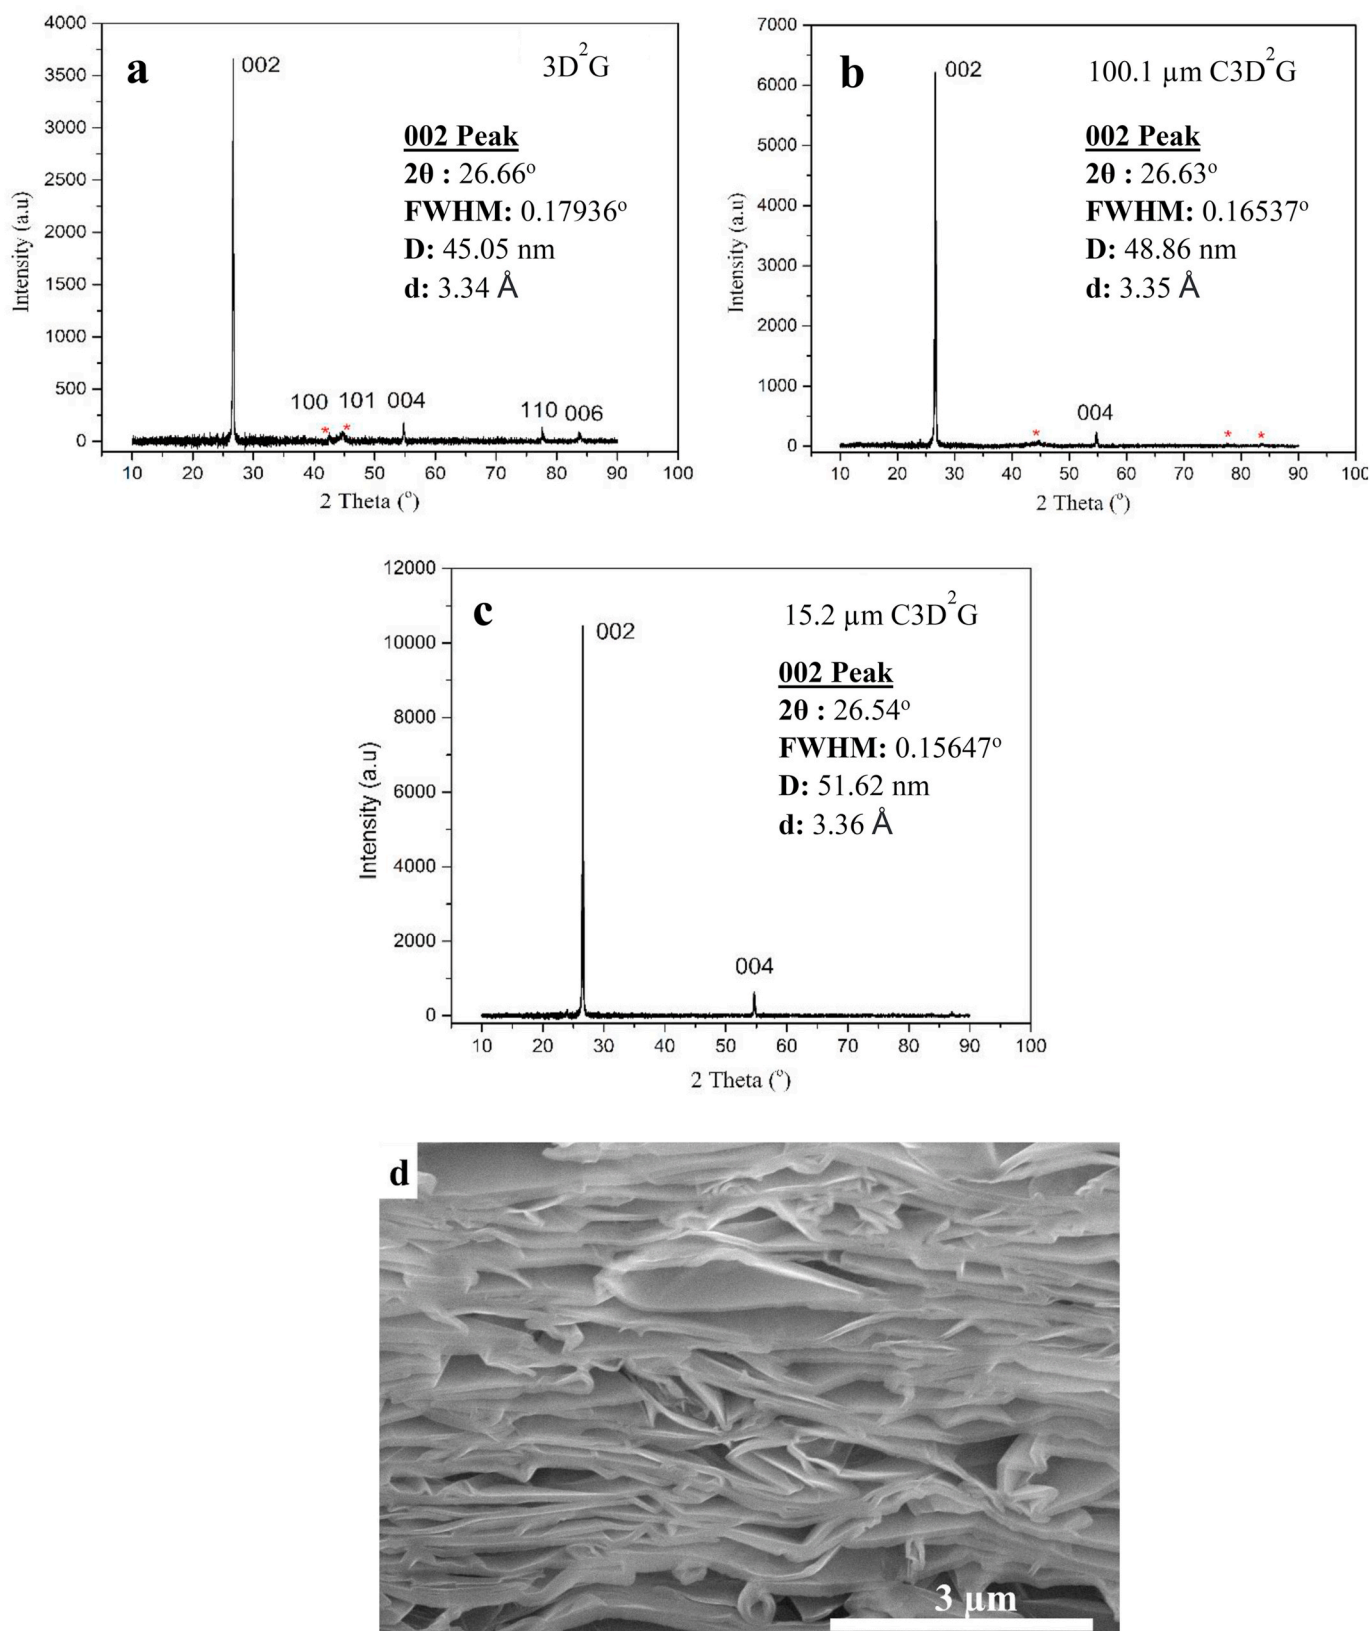 a
3D²G
002
002 Peak
2θ : 26.66°
FWHM: 0.17936°
D: 45.05 nm
d: 3.34 Å
100 101 004 110 006
* *
4000
3500
3000
2500
2000
1500
1000
500
0
Intensity (a.u)
10 20 30 40 50 60 70 80 90 100
2 Theta (°)
b
100.1 µm C3D²G
002
002 Peak
2θ : 26.63°
FWHM: 0.16537°
D: 48.86 nm
d: 3.35 Å
004
* * *
7000
6000
5000
4000
3000
2000
1000
0
Intensity (a.u)
10 20 30 40 50 60 70 80 90 100
2 Theta (°)
c
15.2 µm C3D²G
002
002 Peak
2θ : 26.54°
FWHM: 0.15647°
D: 51.62 nm
d: 3.36 Å
004
12000
10000
8000
6000
4000
2000
0
Intensity (a.u)
10 20 30 40 50 60 70 80 90 100
2 Theta (°)
d
3 µm